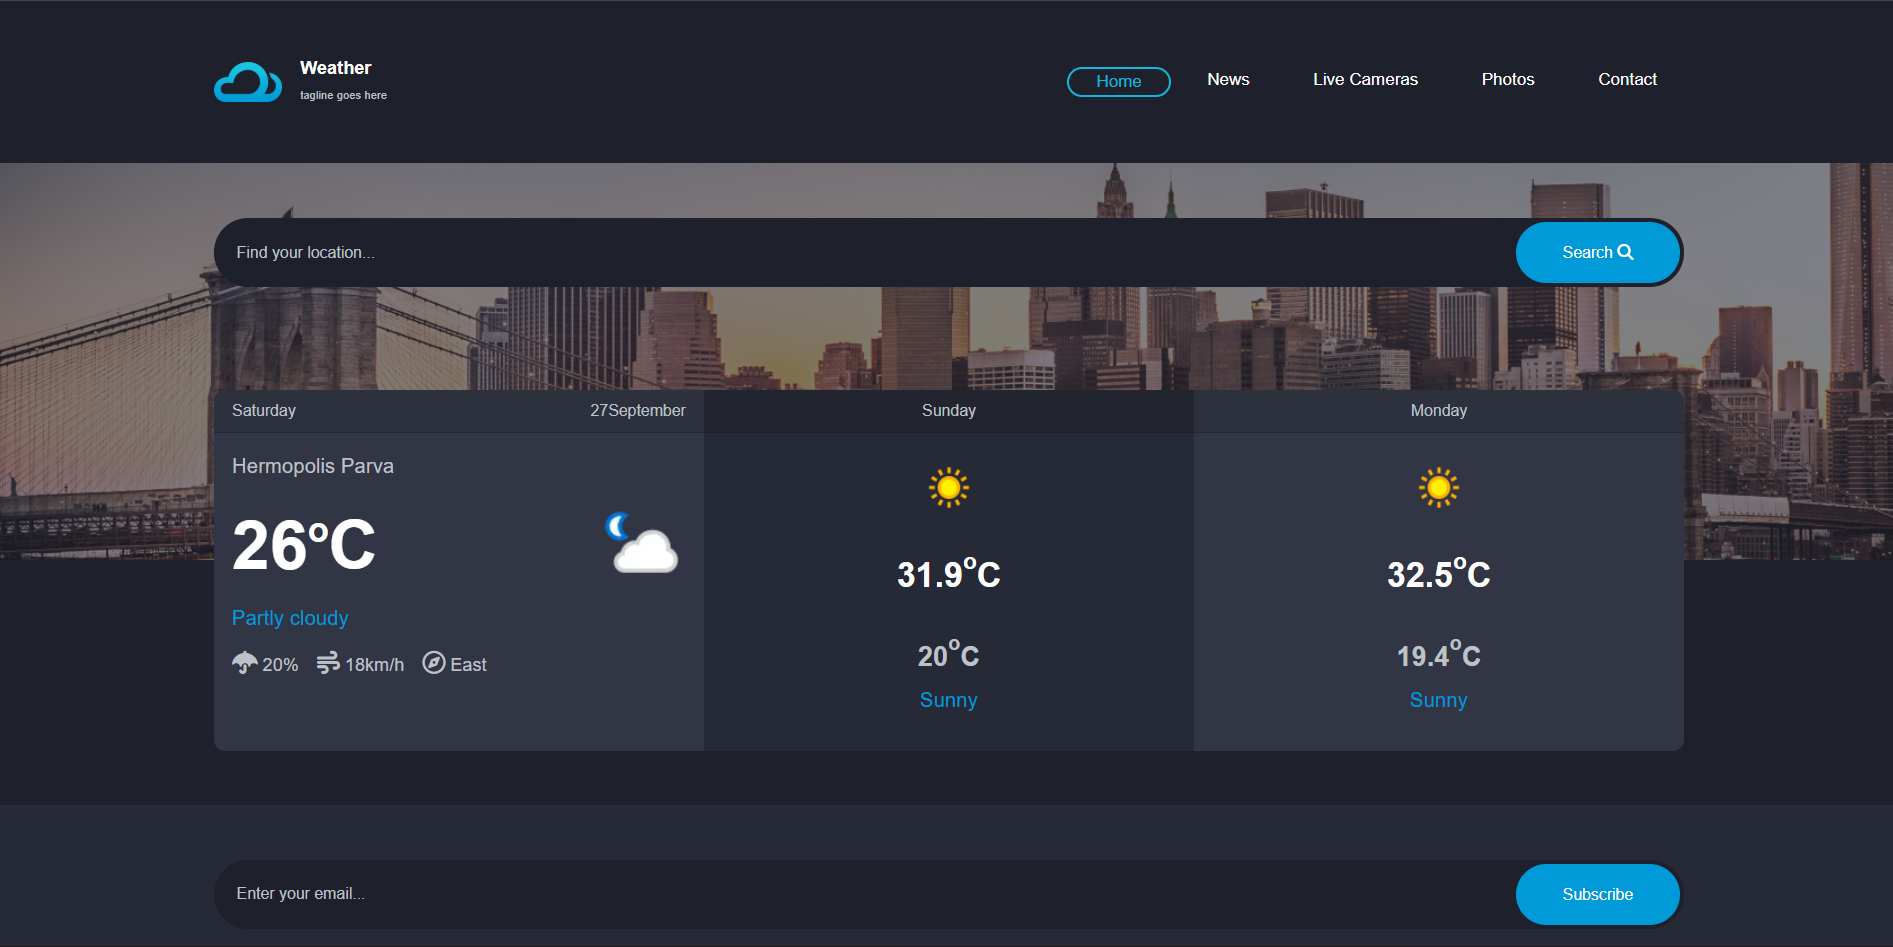 Weather
tagline goes here
Home News Live Cameras Photos Contact
Find your location...
Search
Saturday 27September
Hermopolis Parva
26°C
Partly cloudy
20% 18km/h East
Sunday
31.9°C
20°C
Sunny
Monday
32.5°C
19.4°C
Sunny
Enter your email...
Subscribe